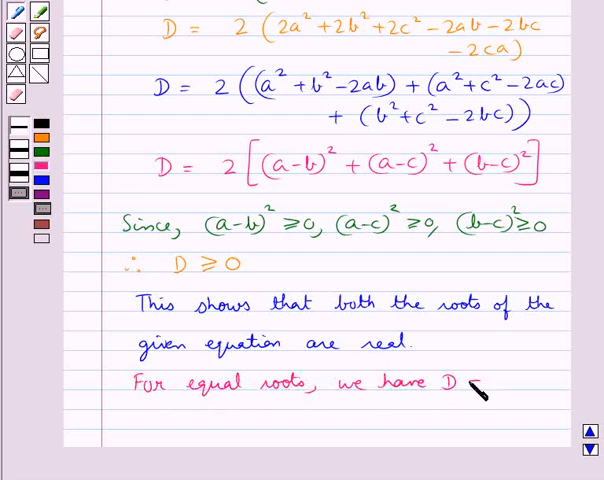 D = 2 (2a² + 2b² + 2c² - 2ab - 2bc
- 2ca)
D = 2 ((a² + b² - 2ab) + (a² + c² - 2ac)
+ (b² + c² - 2bc))
D = 2 [(a-b)² + (a-c)² + (b-c)²]
Since, (a-b)² ≥ 0, (a-c)² ≥ 0, (b-c)² ≥ 0
∴ D ≥ 0
This shows that both the roots of the
given equation are real.
For equal roots, we have D -